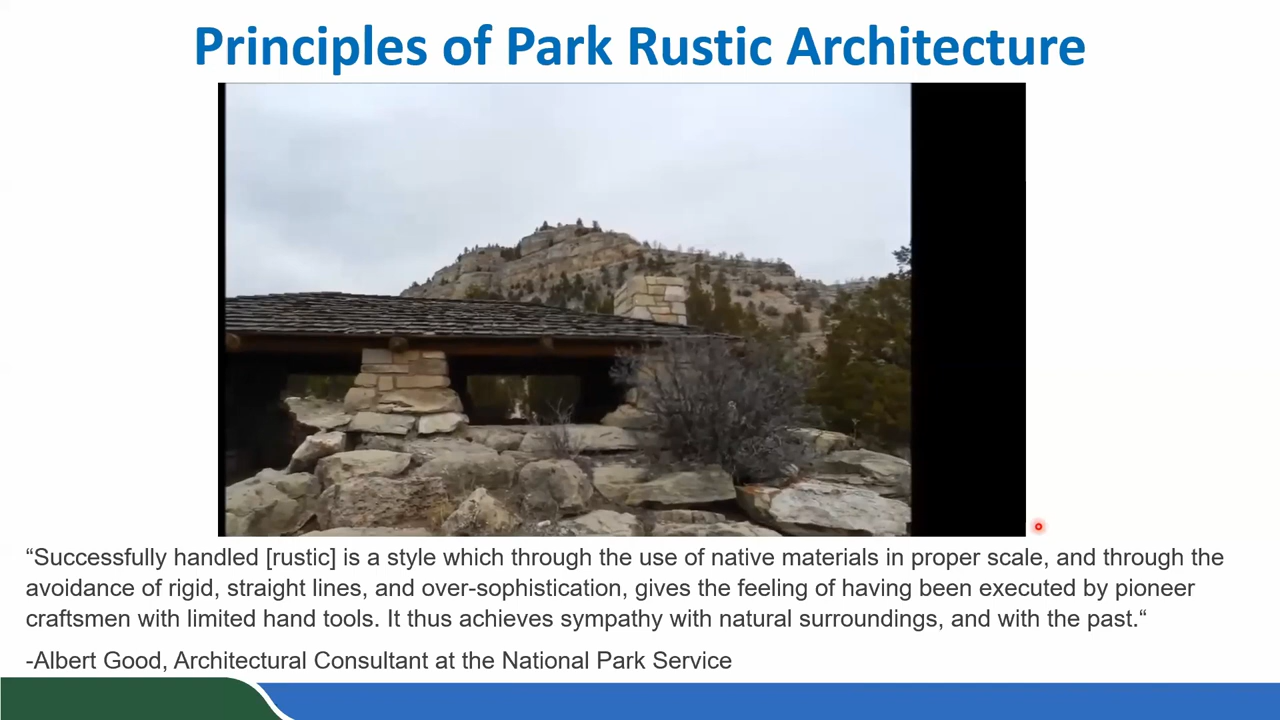 Principles of Park Rustic Architecture
“Successfully handled [rustic] is a style which through the use of native materials in proper scale, and through the
avoidance of rigid, straight lines, and over-sophistication, gives the feeling of having been executed by pioneer
craftsmen with limited hand tools. It thus achieves sympathy with natural surroundings, and with the past.“
-Albert Good, Architectural Consultant at the National Park Service